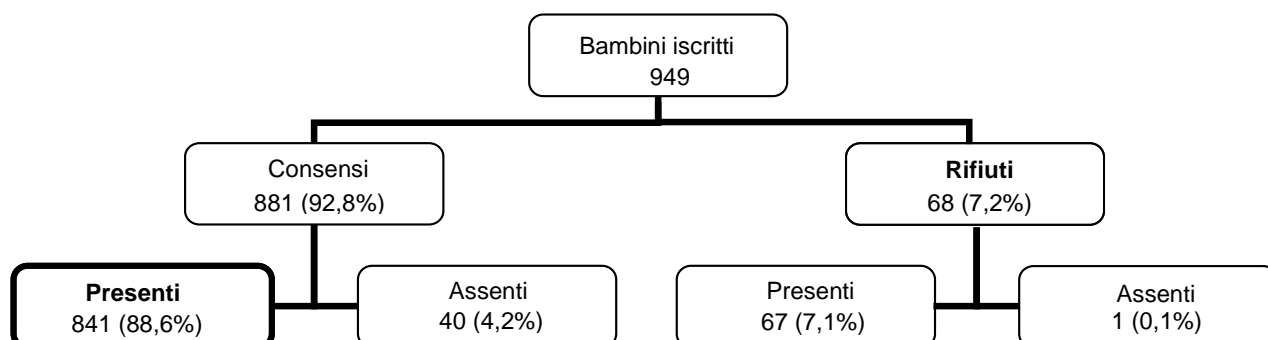 Bambini iscritti
949
Consensi
881 (92,8%)
Rifiuti
68 (7,2%)
Presenti
841 (88,6%)
Assenti
40 (4,2%)
Presenti
67 (7,1%)
Assenti
1 (0,1%)